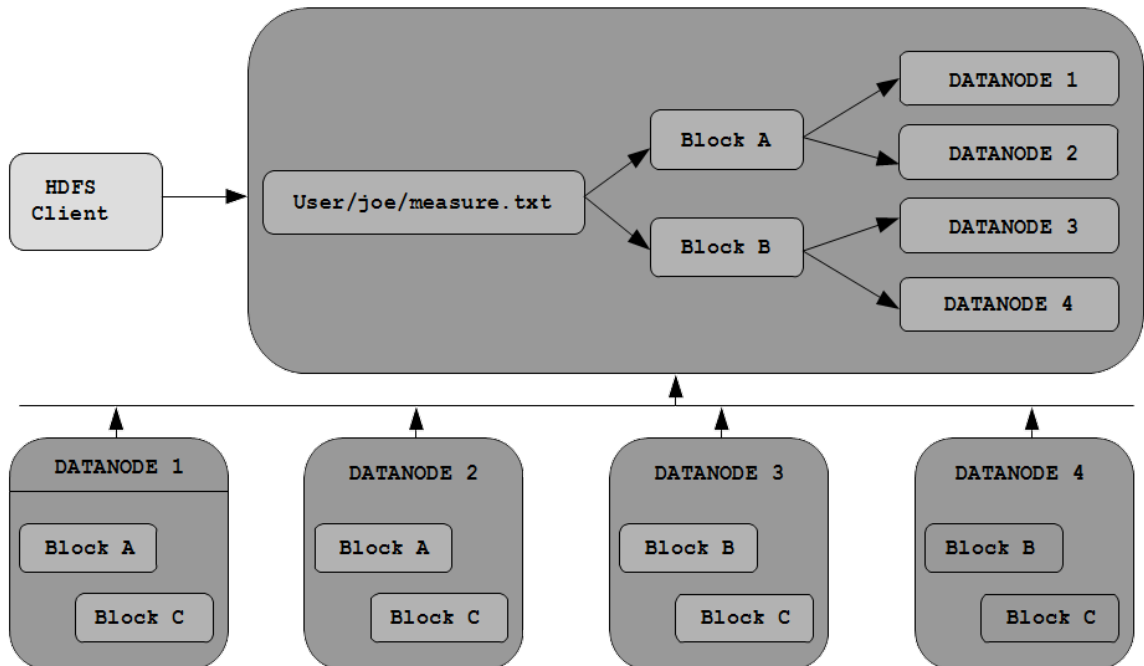 HDFS
Client
User/joe/measure.txt
Block A
Block B
DATANODE 1
DATANODE 2
DATANODE 3
DATANODE 4
DATANODE 1
Block A
Block C
DATANODE 2
Block A
Block C
DATANODE 3
Block B
Block C
DATANODE 4
Block B
Block C